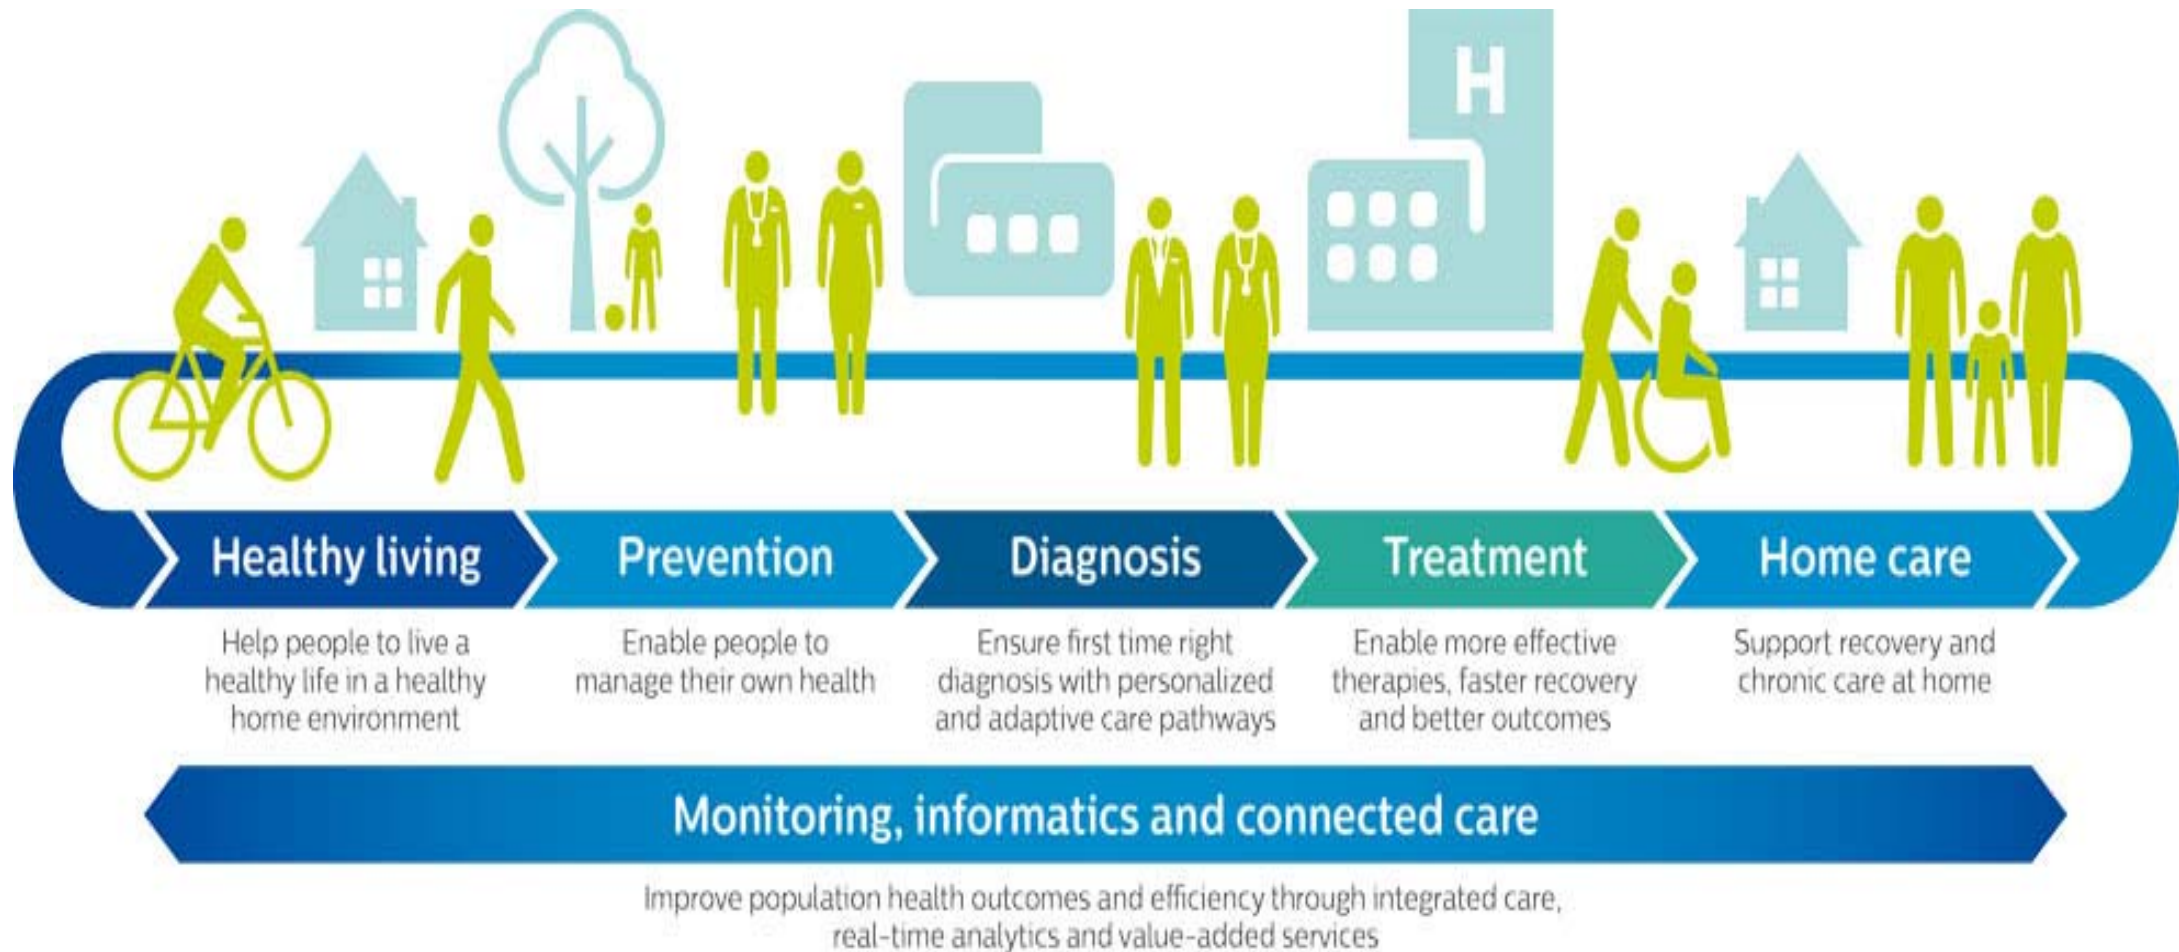 H
Healthy living
Help people to live a
healthy life in a healthy
home environment
Prevention
Enable people to
manage their own health
Diagnosis
Ensure first time right
diagnosis with personalized
and adaptive care pathways
Treatment
Enable more effective
therapies, faster recovery
and better outcomes
Home care
Support recovery and
chronic care at home
Monitoring, informatics and connected care
Improve population health outcomes and efficiency through integrated care,
real-time analytics and value-added services